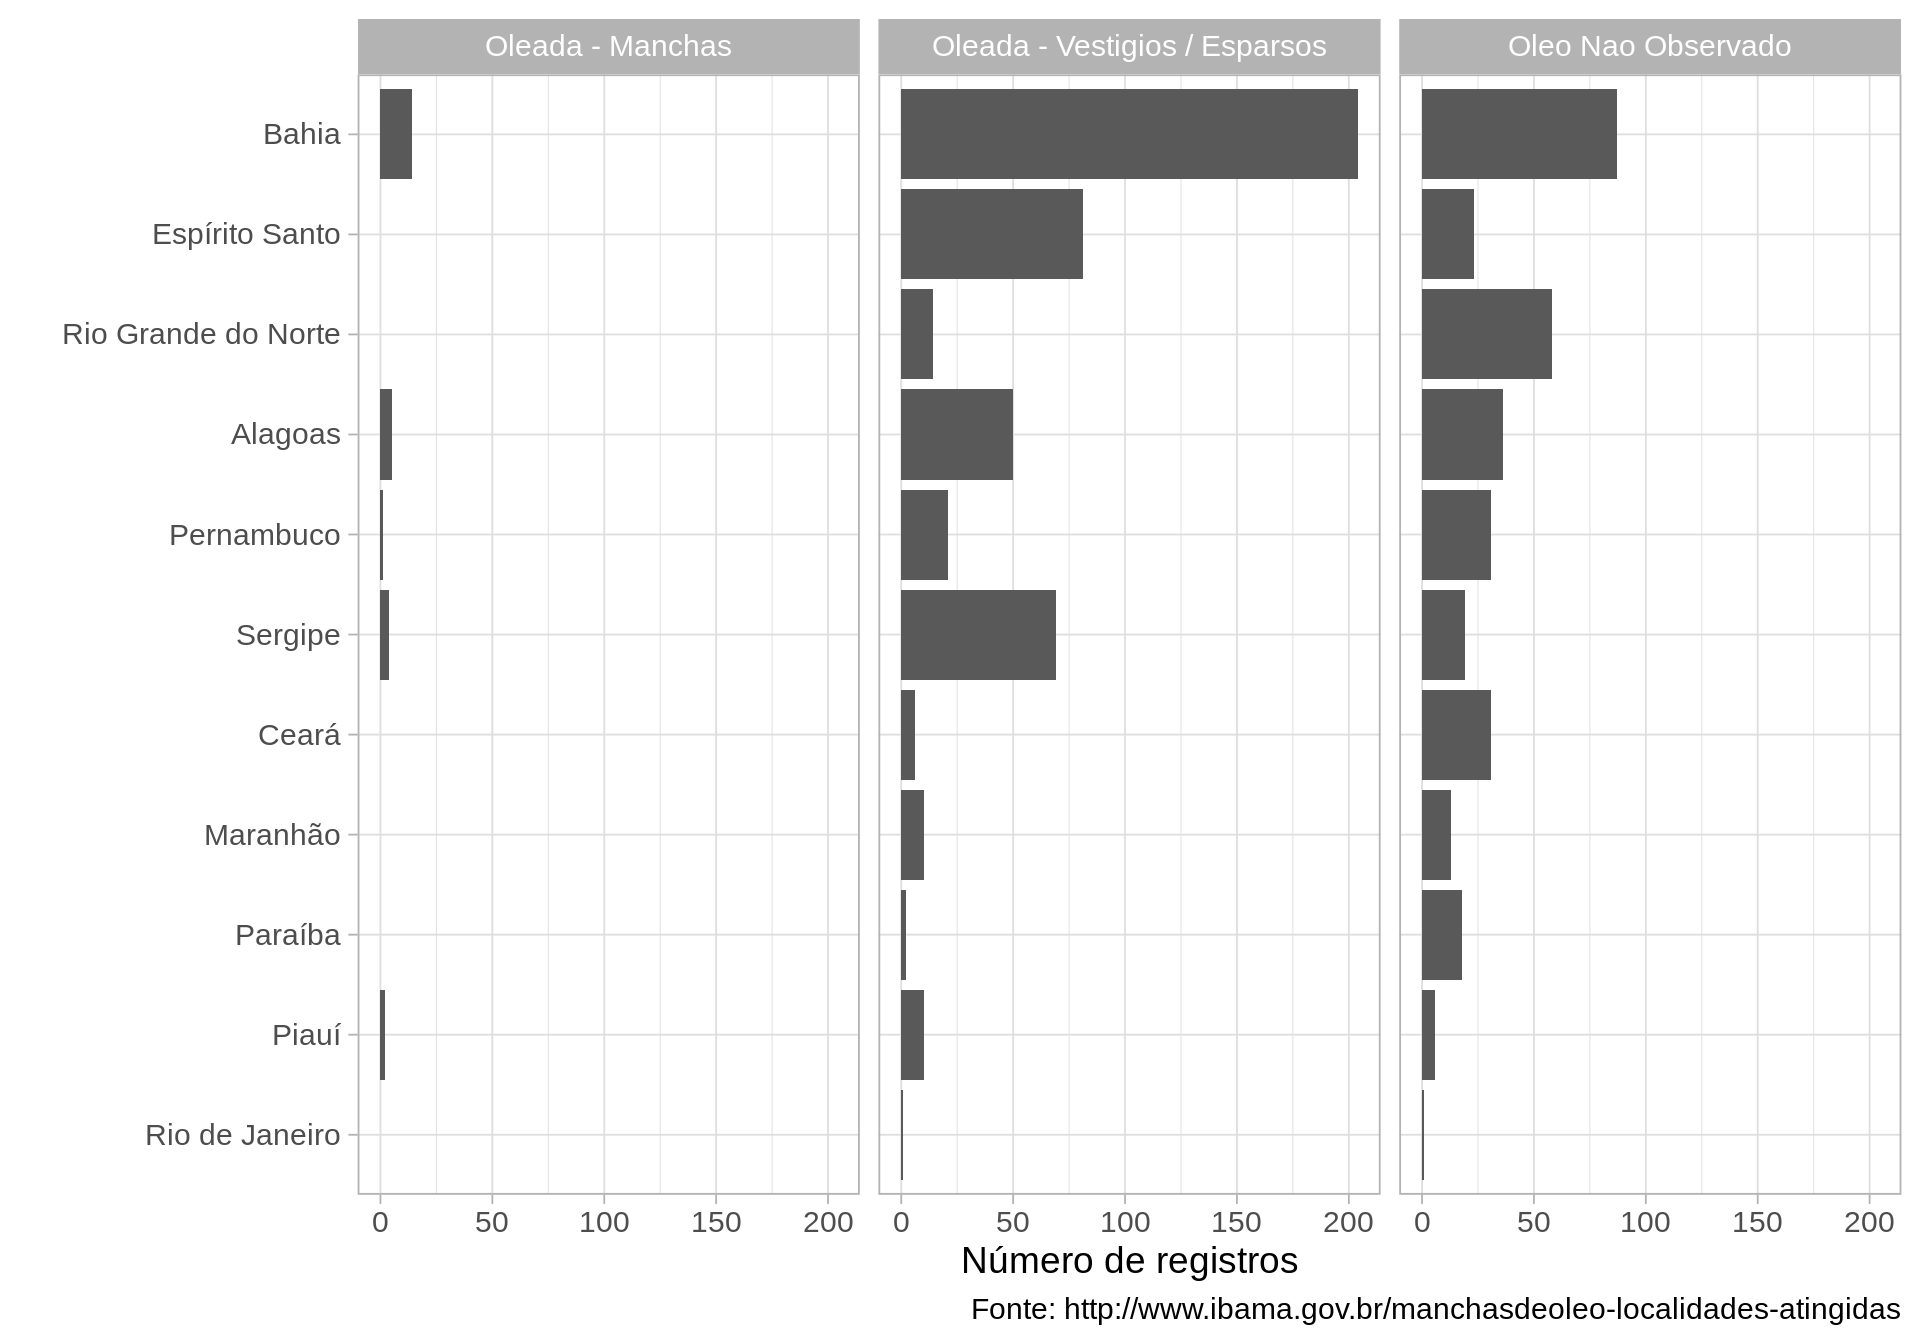 Oleada - Manchas
Oleada - Vestigios / Esparsos
Oleo Nao Observado
Bahia
Espírito Santo
Rio Grande do Norte
Alagoas
Pernambuco
Sergipe
Ceará
Maranhão
Paraíba
Piauí
Rio de Janeiro
0 50 100 150 200
0 50 100 150 200
0 50 100 150 200
Número de registros
Fonte: http://www.ibama.gov.br/manchasdeoleo-localidades-atingidas